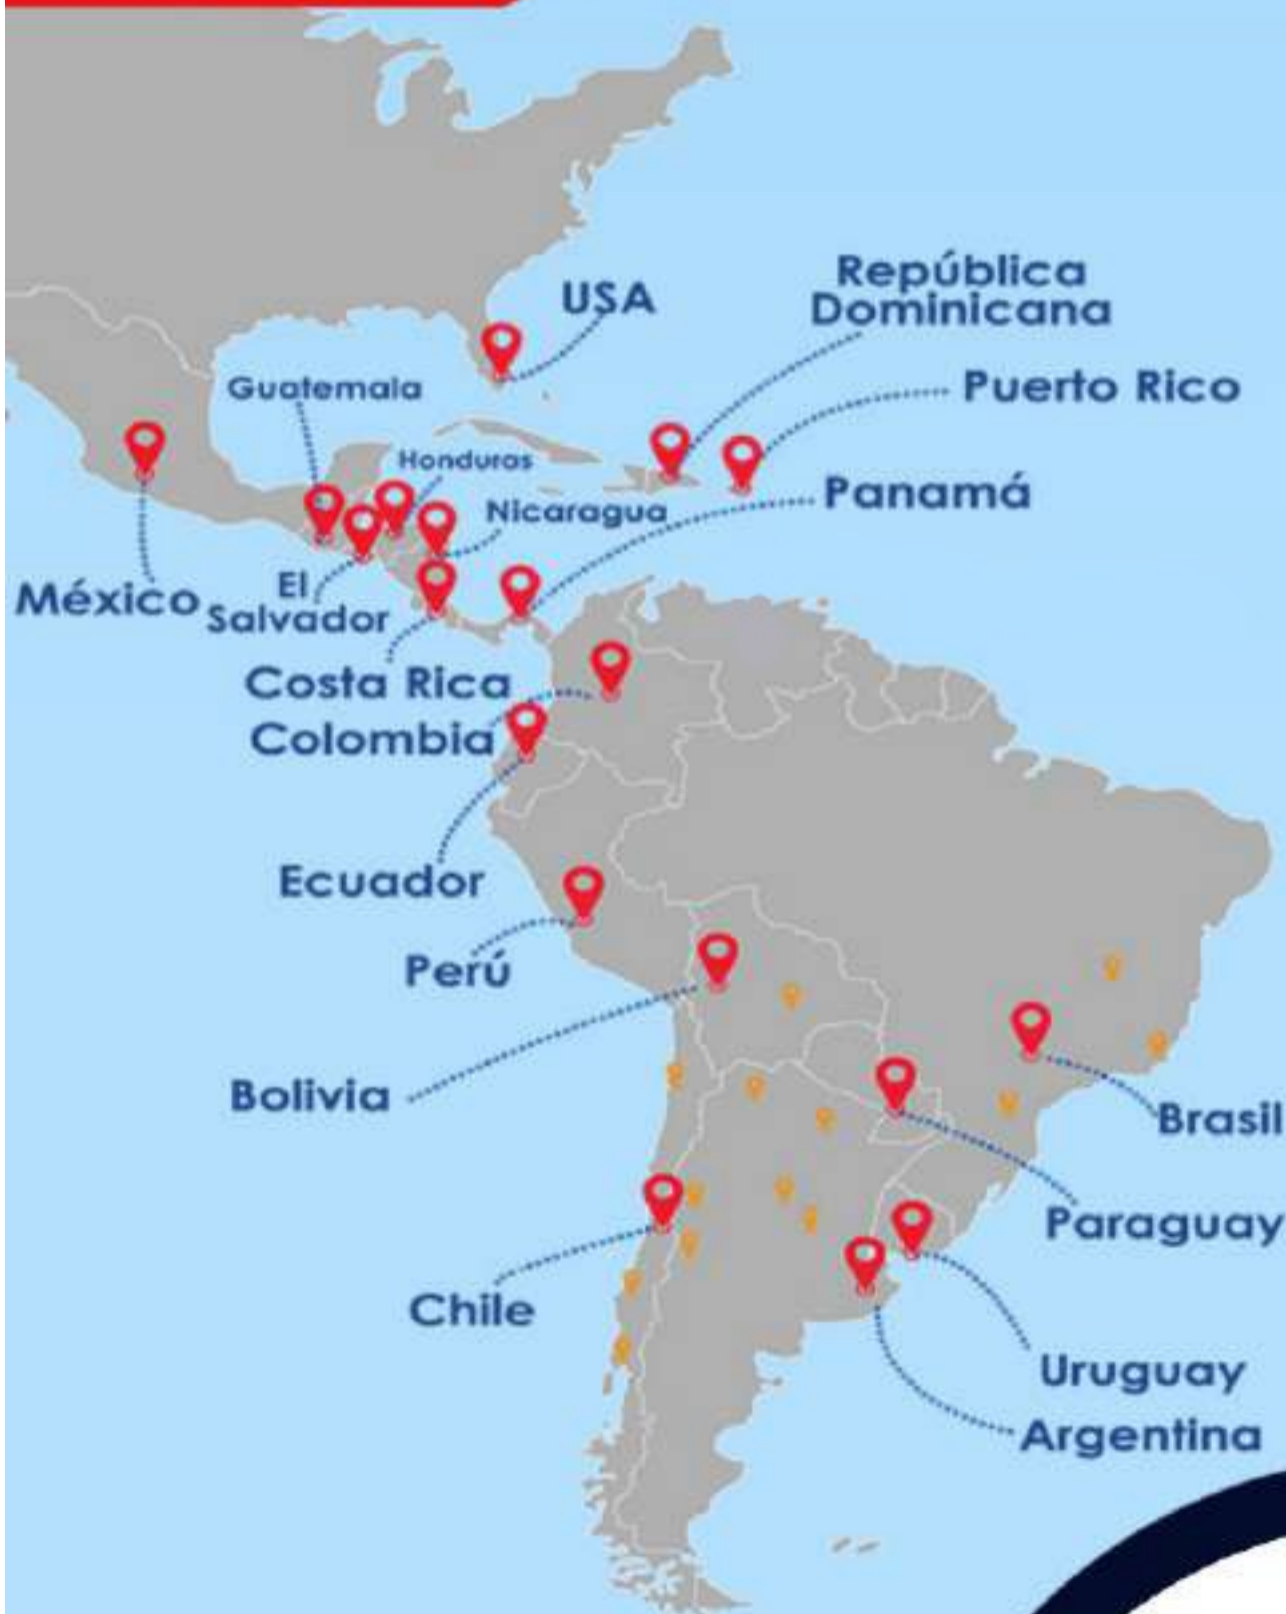 USA
República
Dominicana
Guatemala
Puerto Rico
Honduras
Panamá
Nicaragua
El
Salvador
México
Costa Rica
Colombia
Ecuador
Perú
Bolivia
Brasil
Paraguay
Chile
Uruguay
Argentina